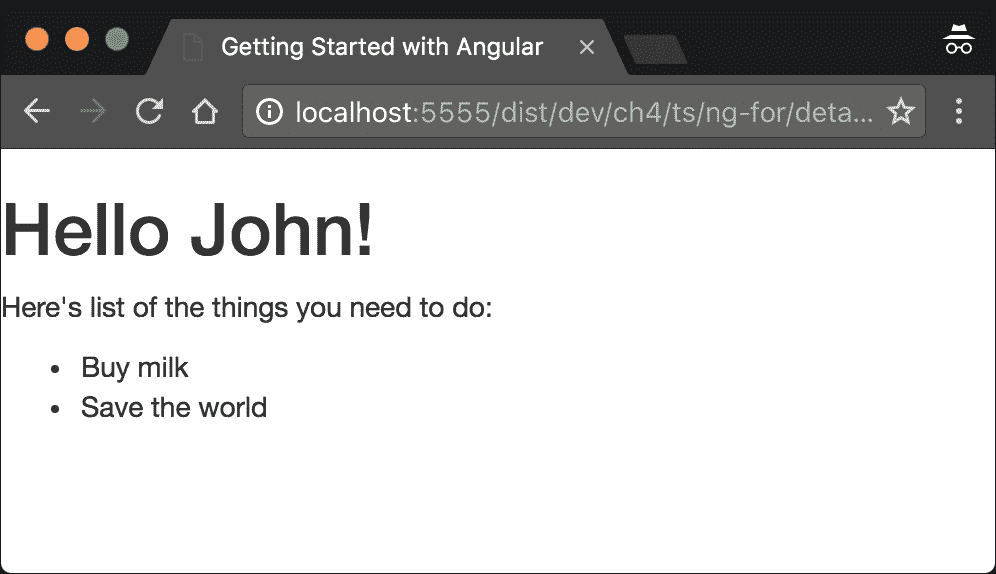 Getting Started with Angular
localhost:5555/dist/dev/ch4/ts/ng-for/deta...
Hello John!
Here's list of the things you need to do:
• Buy milk
• Save the world